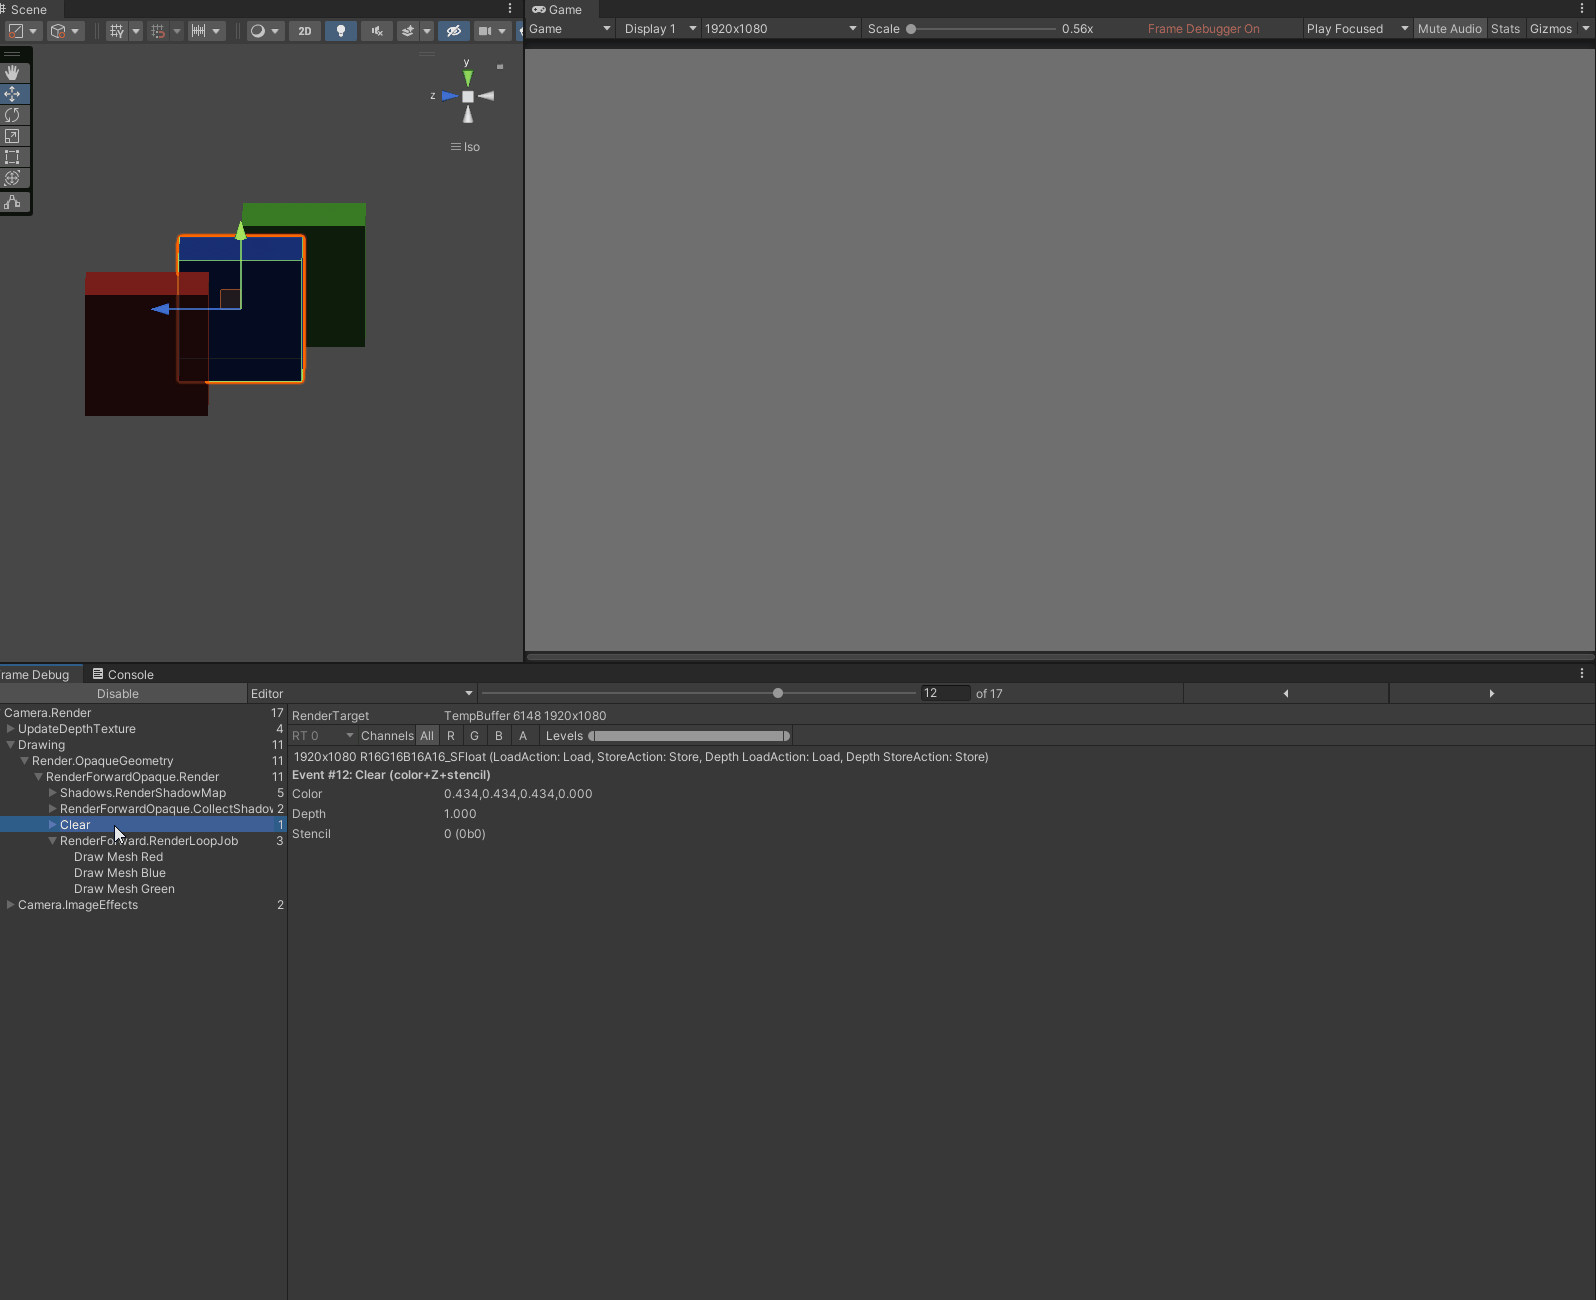 Scene
Game
2D
Game Display 1 1920x1080 Scale 0.56x Frame Debugger On Play Focused Mute Audio Stats Gizmos
y
z
Iso
rame Debug Console
Disable Editor 12 of 17
Camera.Render 17
UpdateDepthTexture 4
Drawing 11
Render.OpaqueGeometry 11
RenderForwardOpaque.Render 11
Shadows.RenderShadowMap 5
RenderForwardOpaque.CollectShadov 2
Clear 1
RenderForward.RenderLoopJob 3
Draw Mesh Red
Draw Mesh Blue
Draw Mesh Green
Camera.ImageEffects 2
RenderTarget TempBuffer 6148 1920x1080
RT 0 Channels All R G B A Levels
1920x1080 R16G16B16A16_SFloat (LoadAction: Load, StoreAction: Store, Depth LoadAction: Load, Depth StoreAction: Store)
Event #12: Clear (color+Z+stencil)
Color 0.434,0.434,0.434,0.000
Depth 1.000
Stencil 0 (0b0)